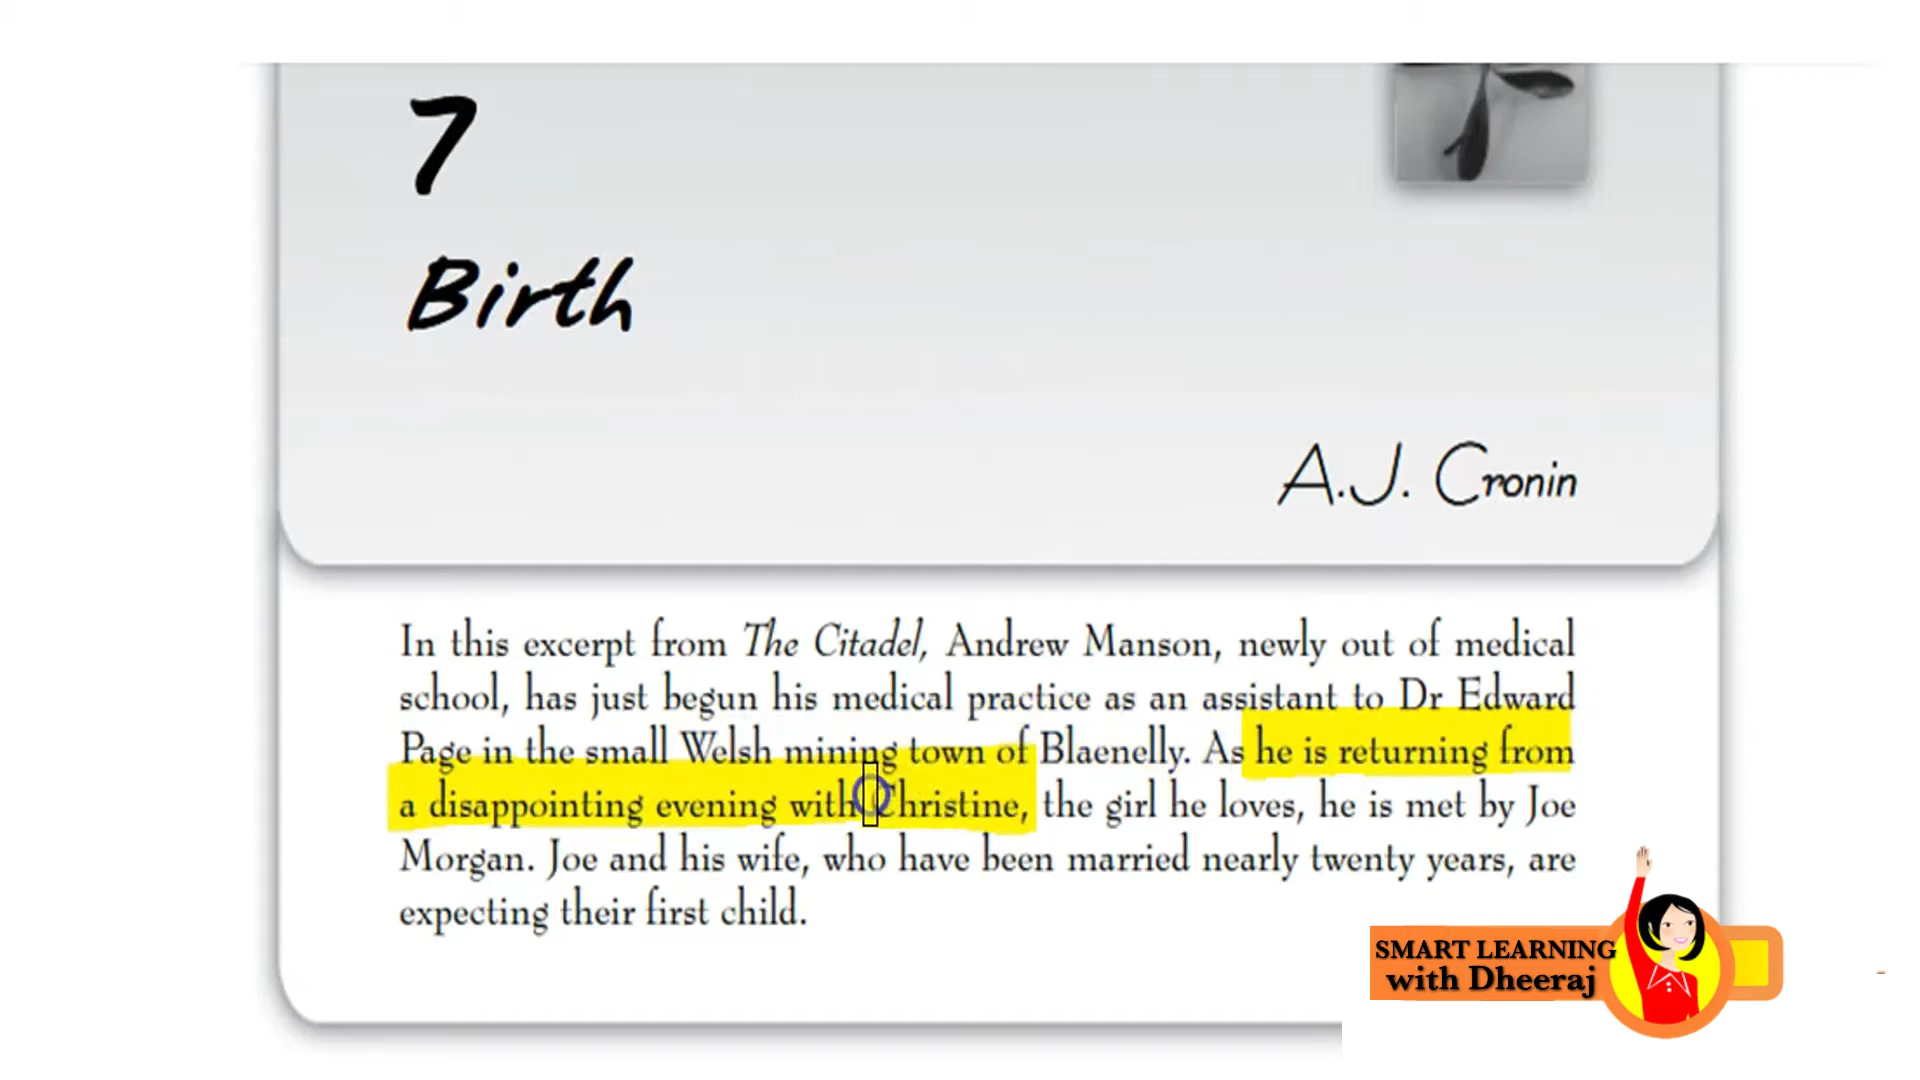 7
Birth
A.J. Cronin
In this excerpt from The Citadel, Andrew Manson, newly out of medical
school, has just begun his medical practice as an assistant to Dr Edward
Page in the small Welsh mining town of Blaenelly. As he is returning from
a disappointing evening with Christine, the girl he loves, he is met by Joe
Morgan. Joe and his wife, who have been married nearly twenty years, are
expecting their first child.
SMART LEARNING
with Dheeraj